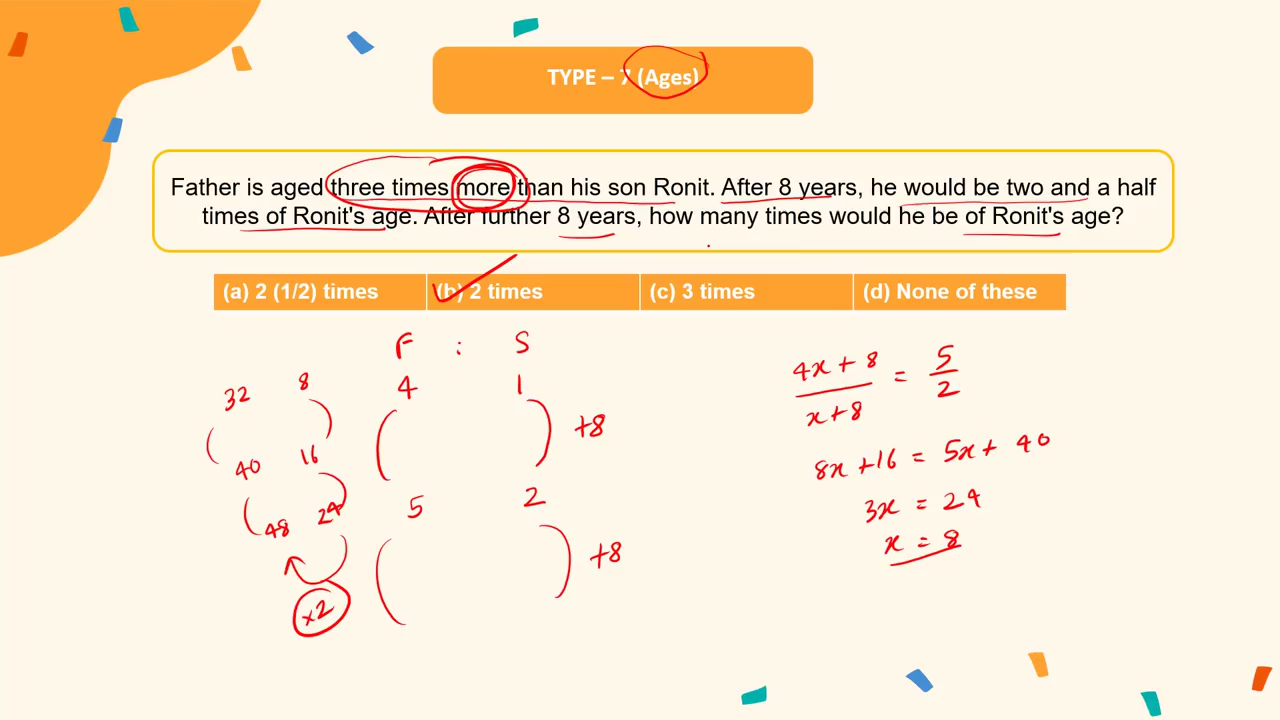 TYPE – 7 (Ages)
Father is aged three times more than his son Ronit. After 8 years, he would be two and a half
times of Ronit's age. After further 8 years, how many times would he be of Ronit's age?
(a) 2 (1/2) times
(b) 2 times
(c) 3 times
(d) None of these
F : S
4 1
+8
5 2
+8
32 8
40 16
48 24
×2
4x + 8 / x+8 = 5/2
8x +16 = 5x + 40
3x = 24
x = 8